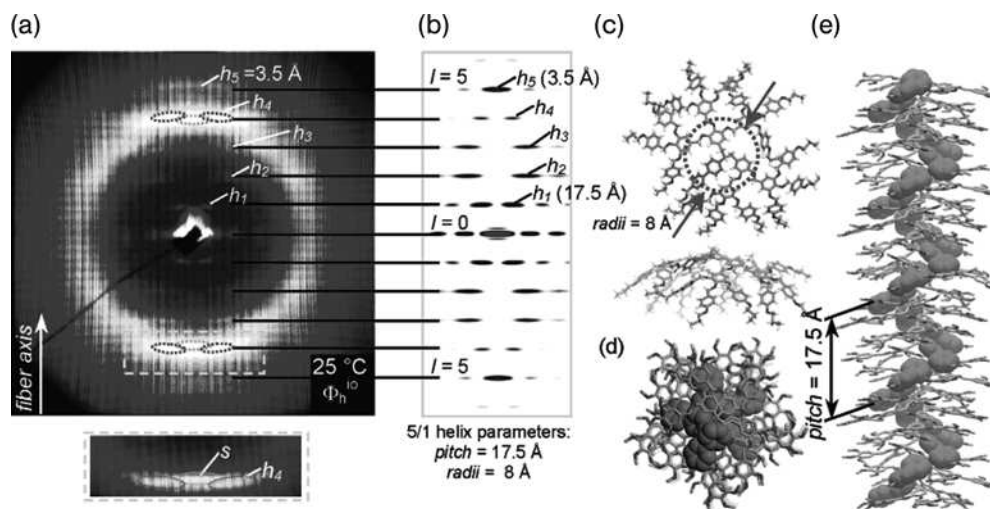 (a)
h5 =3.5 Å
h4
h3
h2
h1
fiber axis
25 °C
Φh io
s
h4
(b)
l = 5
h5 (3.5 Å)
h4
h3
h2
h1 (17.5 Å)
l = 0
l = 5
5/1 helix parameters:
pitch = 17.5 Å
radii = 8 Å
(c)
radii = 8 Å
(d)
(e)
pitch = 17.5 Å